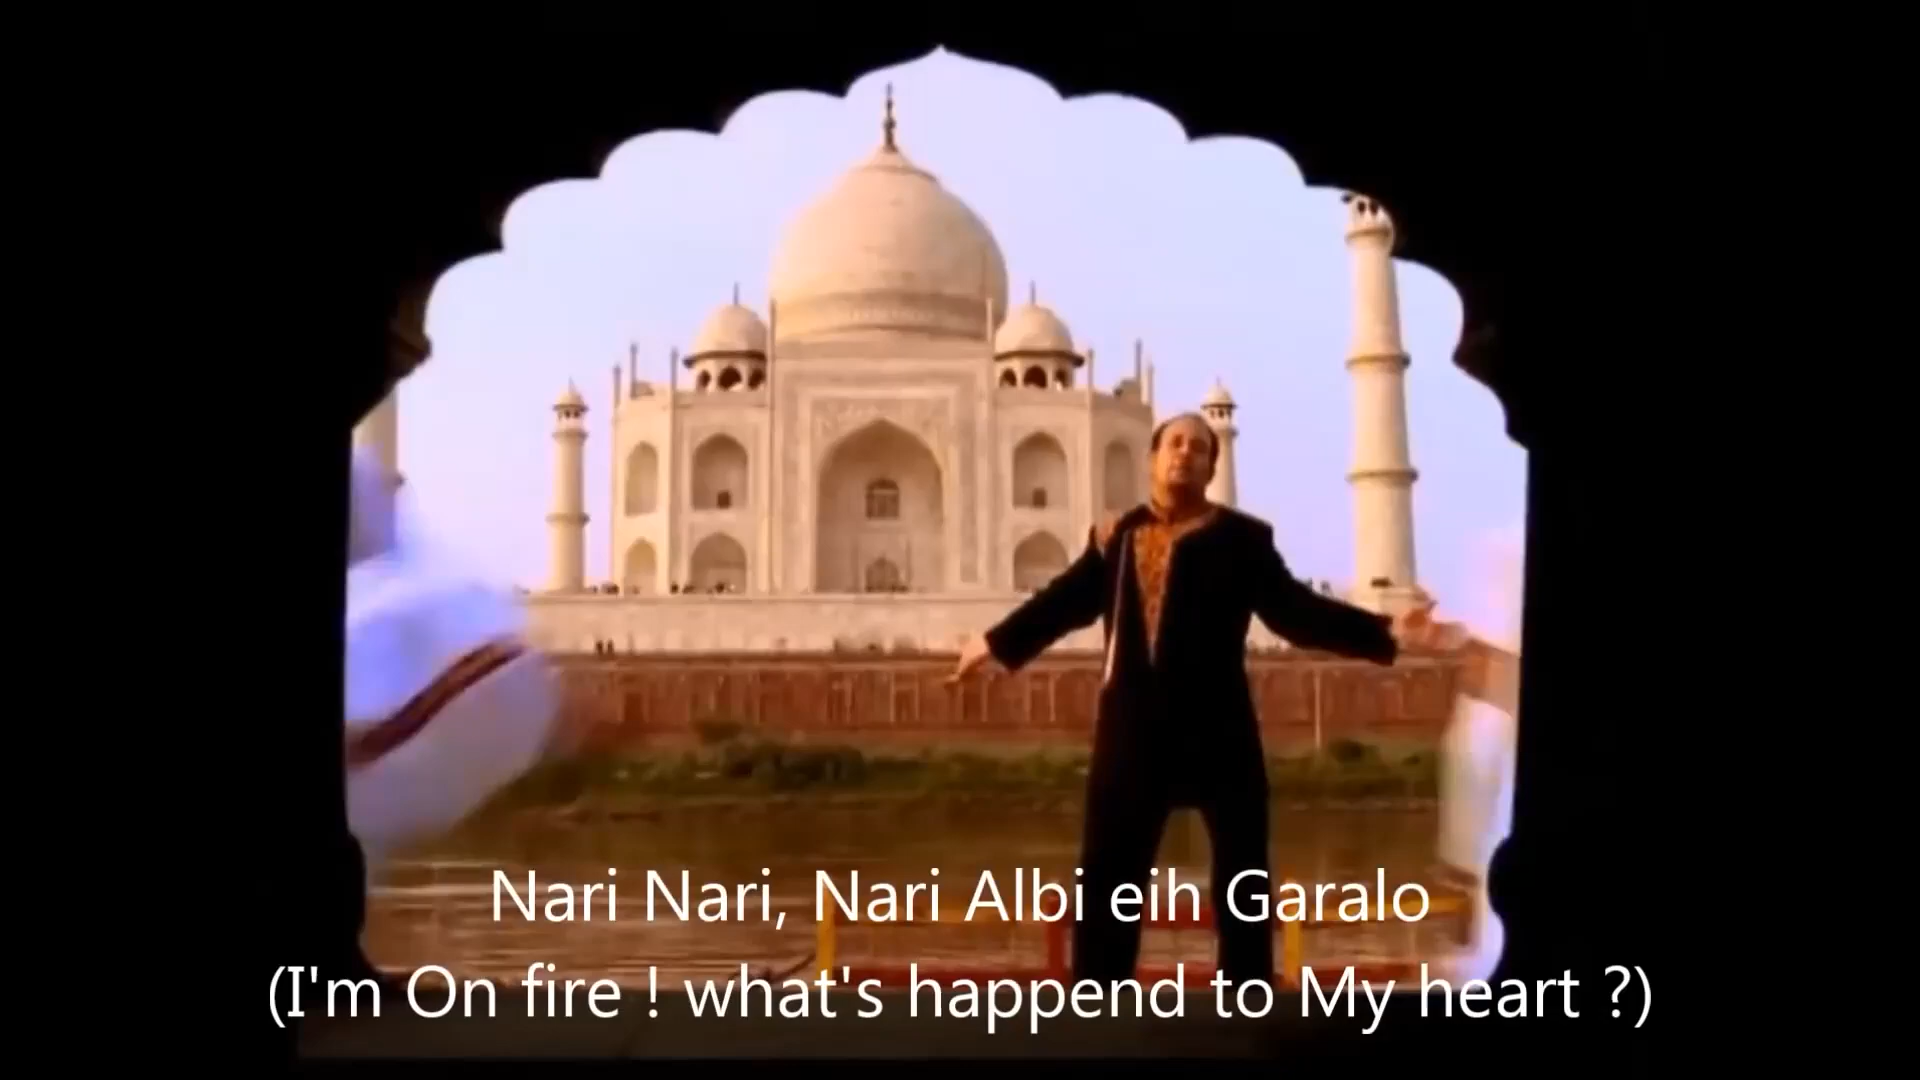 Nari Nari, Nari Albi eih Garalo
(I'm On fire ! what's happend to My heart ?)